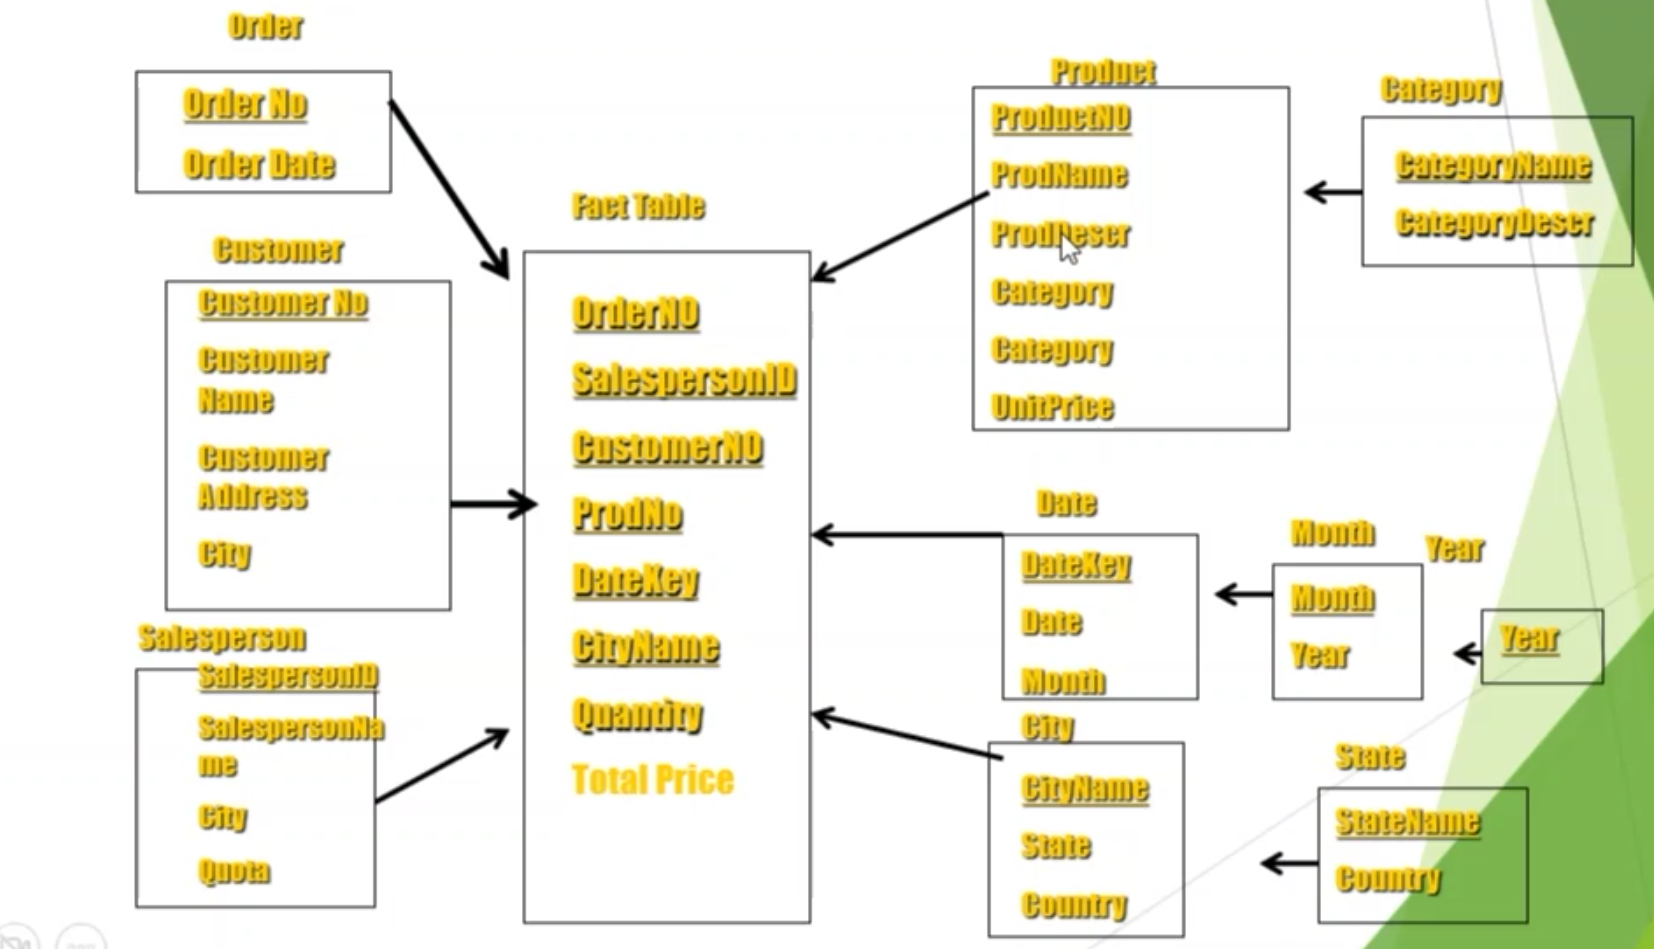 Order
Order No
Order Date
Customer
Customer No
Customer
Name
Customer
Address
City
Salesperson
SalespersonID
SalespersonNa
me
City
Quota
Fact Table
OrderNO
SalespersonID
CustomerNO
ProdNo
DateKey
CityName
Quantity
Total Price
Product
ProductNO
ProdName
ProdDescr
Category
Category
UnitPrice
Category
CategoryName
CategoryDescr
Date
DateKey
Date
Month
Month
Month
Year
Year
Year
City
CityName
State
Country
State
StateName
Country